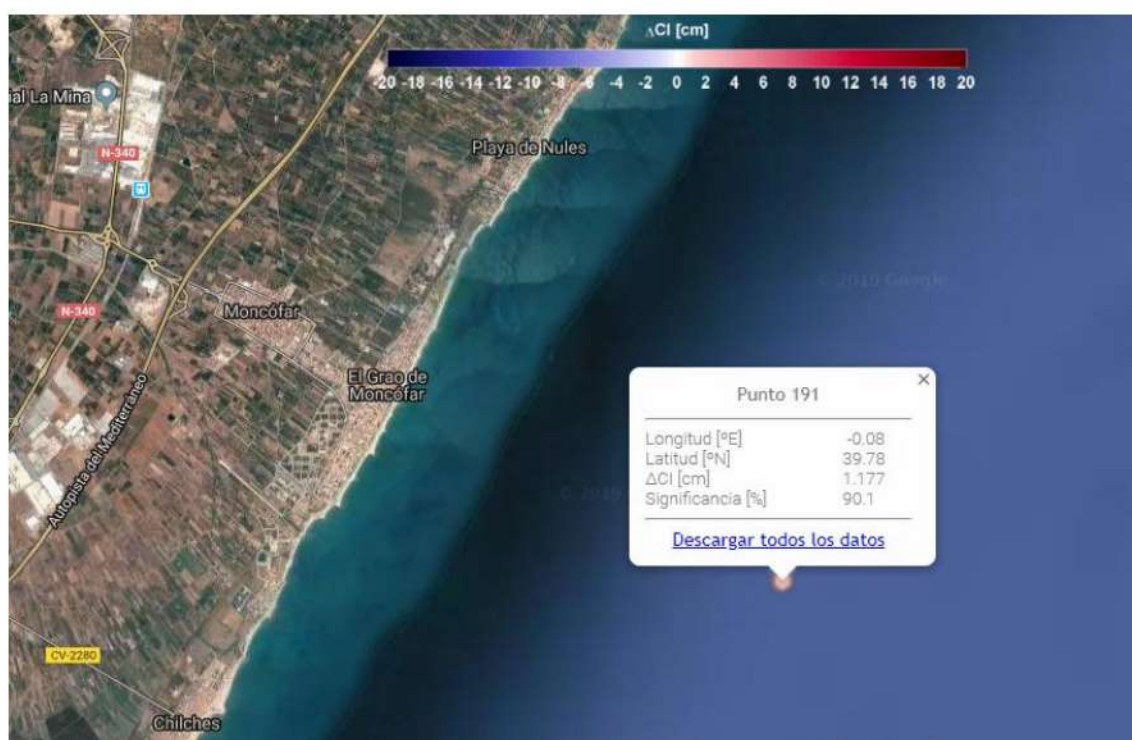 ΔCI [cm]
-20 -18 -16 -14 -12 -10 -8 -6 -4 -2 0 2 4 6 8 10 12 14 16 18 20
ial La Mina
Playa de Nules
N-340
© 2019 Google
N-340
Moncófar
El Grao de
Moncófar
Autopista del Mediterráneo
Punto 191
Longitud [ºE] -0.08
Latitud [ºN] 39.78
ΔCI [cm] 1.177
Significancia [%] 90.1
Descargar todos los datos
© 2019
CV-2280
Chilches